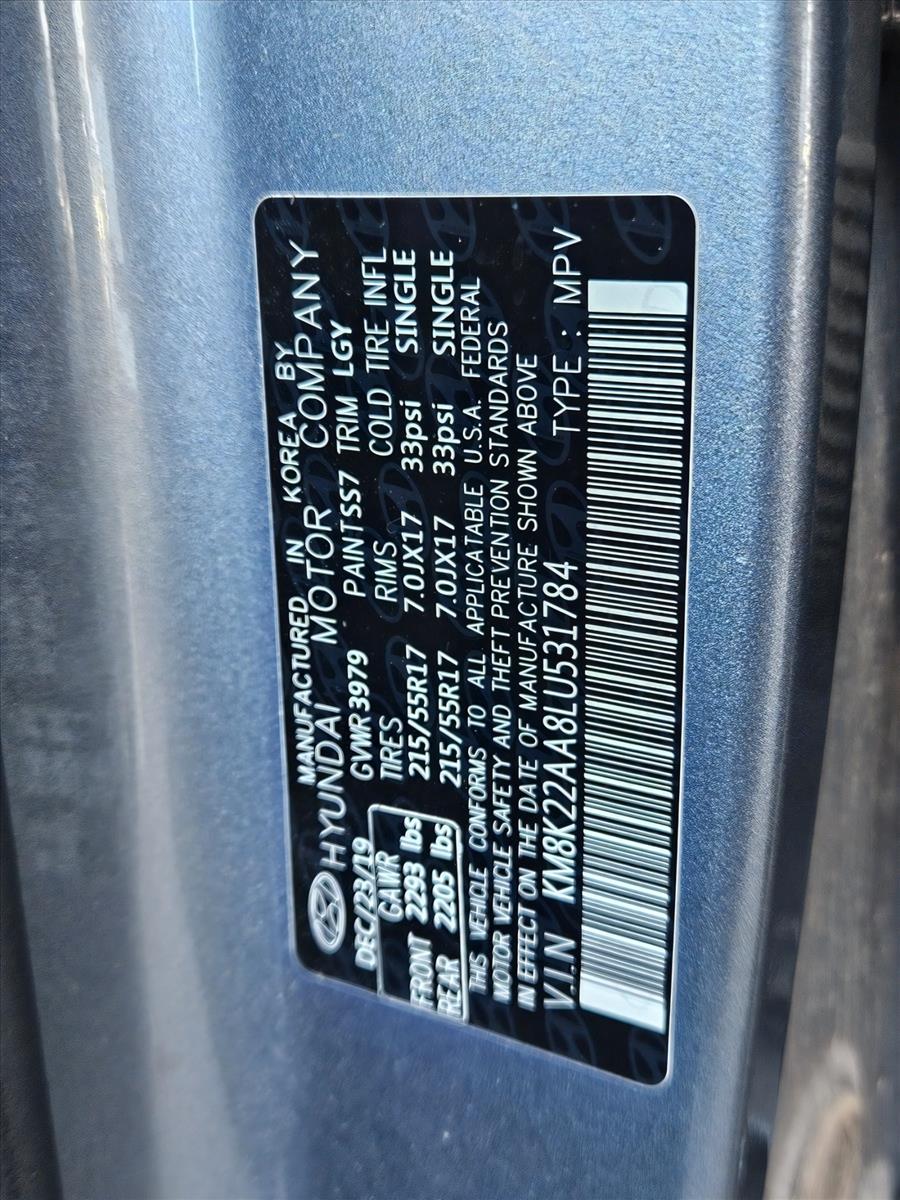 MANUFACTURED IN KOREA BY
HYUNDAI MOTOR COMPANY
DEC/23/19 GVWR 3979 PAINT SS7 TRIM LGY
GAWR TIRES RIMS COLD TIRE INFL
FRONT 2293 lbs 215/55R17 7.0JX17 33psi SINGLE
REAR 2205 lbs 215/55R17 7.0JX17 33psi SINGLE
THIS VEHICLE CONFORMS TO ALL APPLICATABLE U.S.A. FEDERAL
MOTOR VEHICLE SAFETY AND THEFT PREVENTION STANDARDS
IN EFFECT ON THE DATE OF MANUFACTURE SHOWN ABOVE
V.I.N KM8K22AA8LU531784 TYPE : MPV